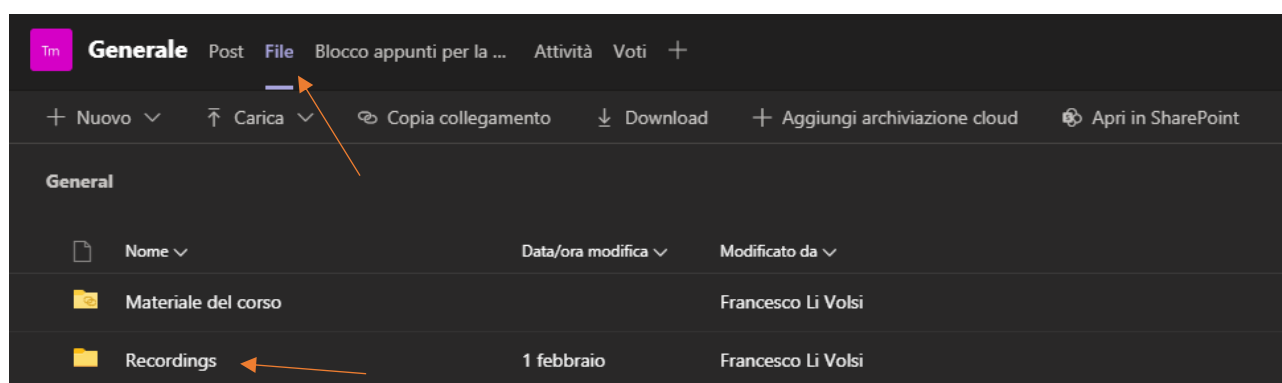 Tm Generale Post File Blocco appunti per la ... Attività Voti
Nuovo Carica Copia collegamento Download Aggiungi archiviazione cloud Apri in SharePoint
General
Nome Data/ora modifica Modificato da
Materiale del corso Francesco Li Volsi
Recordings 1 febbraio Francesco Li Volsi